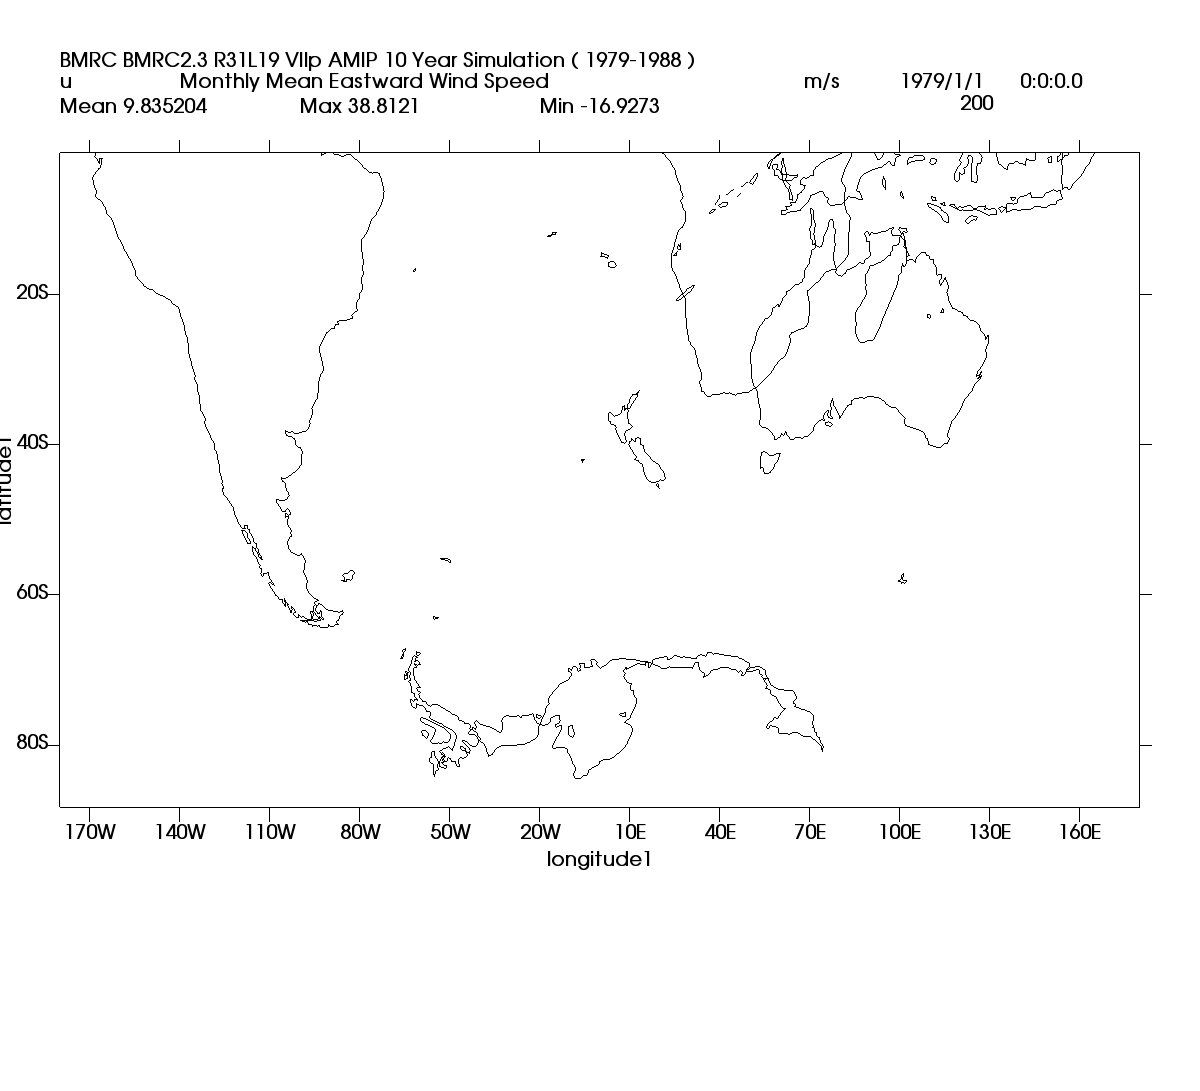 BMRC BMRC2.3 R31L19 VIIp AMIP 10 Year Simulation ( 1979-1988 )
u Monthly Mean Eastward Wind Speed m/s 1979/1/1 0:0:0.0
Mean 9.835204 Max 38.8121 Min -16.9273 200
20S
40S
latitude1
60S
80S
170W 140W 110W 80W 50W 20W 10E 40E 70E 100E 130E 160E
longitude1